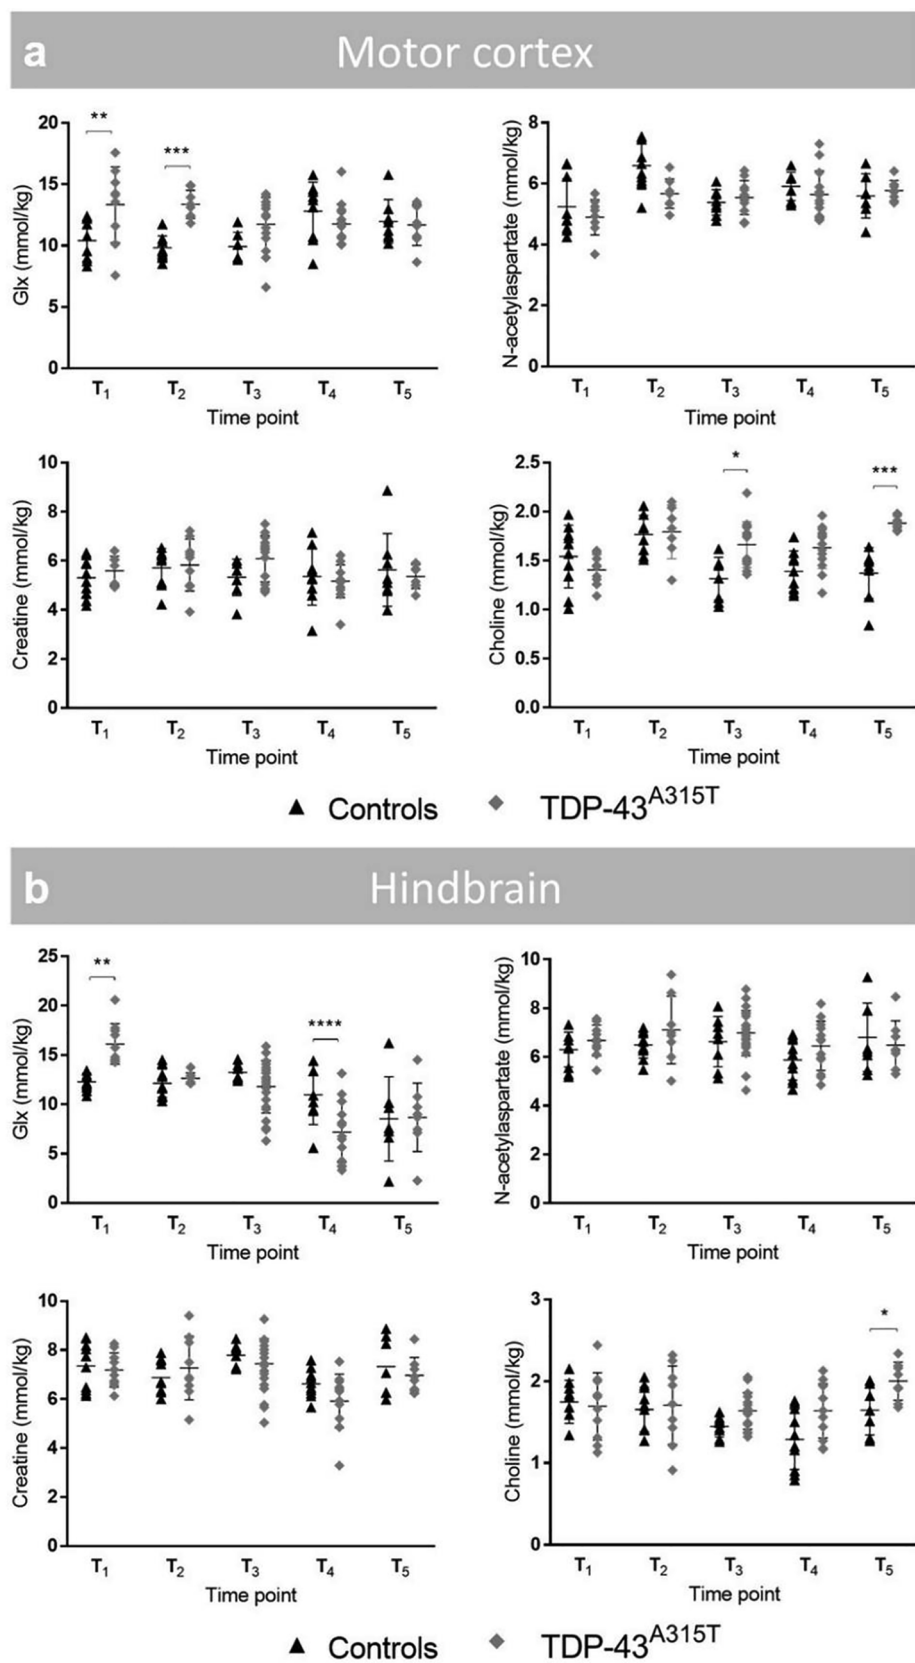 a Motor cortex
** ***
Glx (mmol/kg)
20
15
10
5
0
T1 T2 T3 T4 T5
Time point
N-acetylaspartate (mmol/kg)
8
6
4
2
0
T1 T2 T3 T4 T5
Time point
Creatine (mmol/kg)
10
8
6
4
2
0
T1 T2 T3 T4 T5
Time point
* ***
Choline (mmol/kg)
2.5
2.0
1.5
1.0
0.5
0.0
T1 T2 T3 T4 T5
Time point
Controls TDP-43A315T
b Hindbrain
** ****
Glx (mmol/kg)
25
20
15
10
5
0
T1 T2 T3 T4 T5
Time point
N-acetylaspartate (mmol/kg)
10
8
6
4
2
0
T1 T2 T3 T4 T5
Time point
Creatine (mmol/kg)
10
8
6
4
2
0
T1 T2 T3 T4 T5
Time point
*
Choline (mmol/kg)
3
2
1
0
T1 T2 T3 T4 T5
Time point
Controls TDP-43A315T